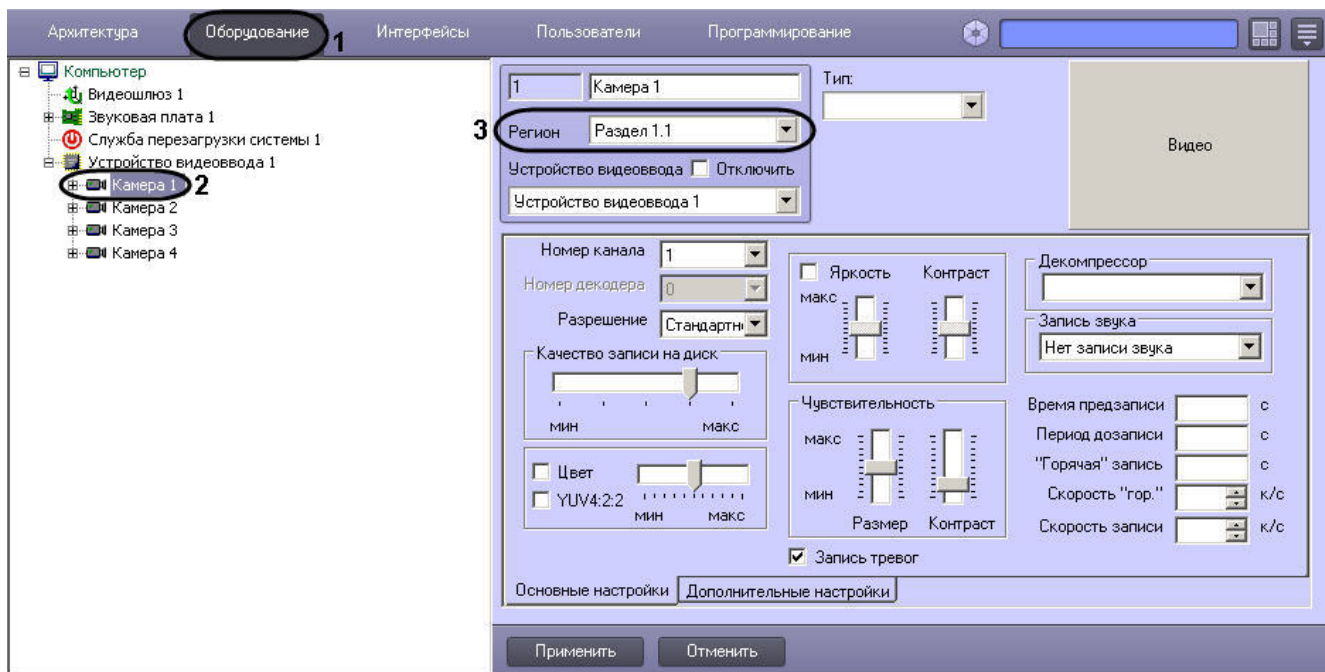 Архитектура Оборудование 1 Интерфейсы Пользователи Программирование
Компьютер
Видеошлюз 1
Звуковая плата 1
Служба перезагрузки системы 1
Устройство видеоввода 1
Камера 1 2
Камера 2
Камера 3
Камера 4
1 Камера 1
3 Регион Раздел 1.1
Устройство видеоввода Отключить
Устройство видеоввода 1
Тип:
Видео
Номер канала 1
Номер декодера 0
Разрешение Стандартн
Качество записи на диск
мин макс
Цвет
YUV4:2:2
мин макс
Яркость Контраст
макс
мин
Чувствительность
макс
мин
Размер Контраст
Запись тревог
Декомпрессор
Запись звука
Нет записи звука
Время предзаписи с
Период дозаписи с
"Горячая" запись с
Скорость "гор." к/с
Скорость записи к/с
Основные настройки Дополнительные настройки
Применить Отменить